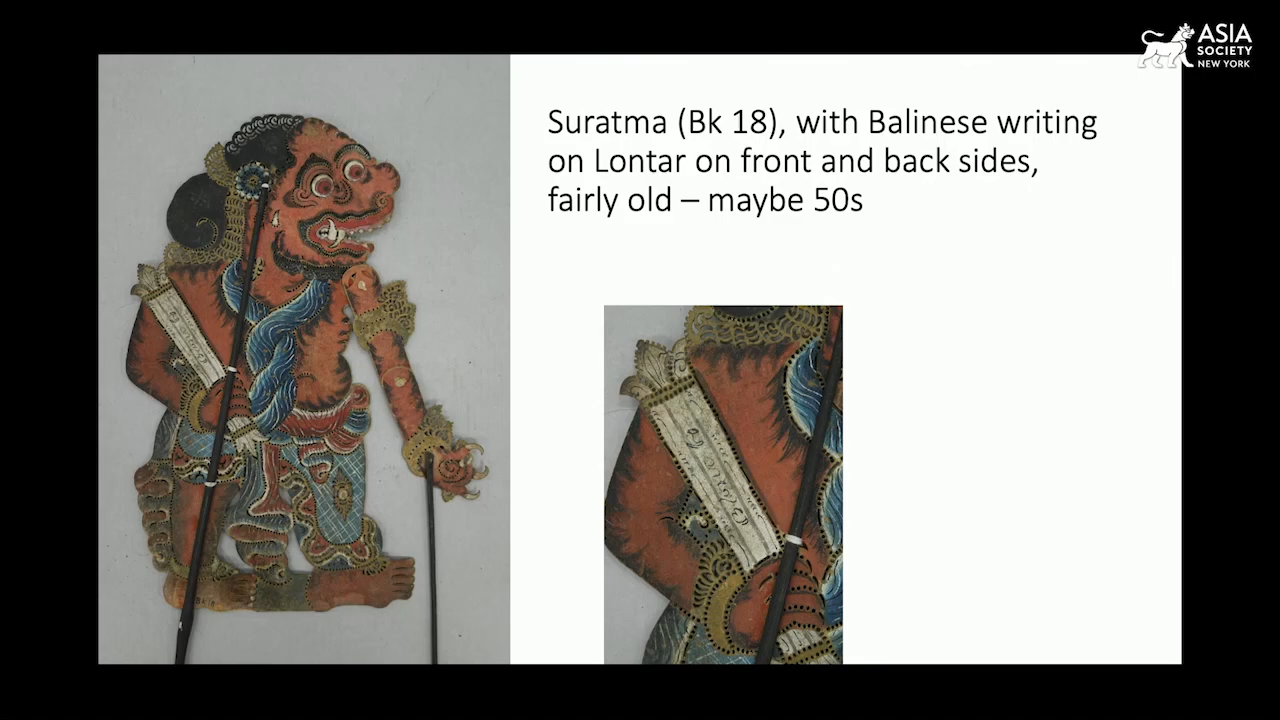 ASIA
SOCIETY
NEW YORK
Suratma (Bk 18), with Balinese writing
on Lontar on front and back sides,
fairly old – maybe 50s